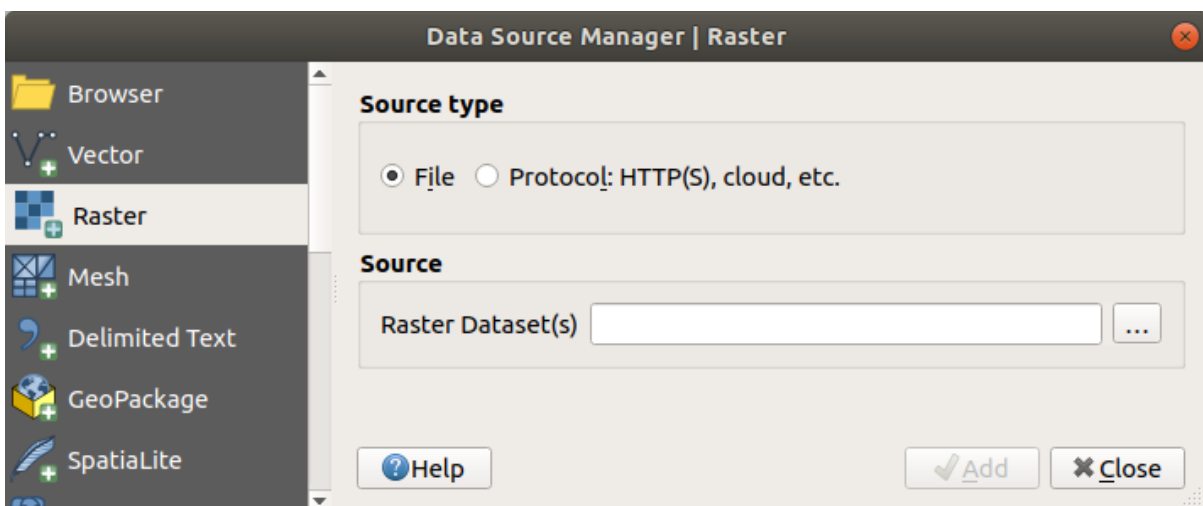 Data Source Manager | Raster
Browser
Vector
Raster
Mesh
Delimited Text
GeoPackage
SpatiaLite
Source type
File Protocol: HTTP(S), cloud, etc.
Source
Raster Dataset(s) ...
Help Add Close